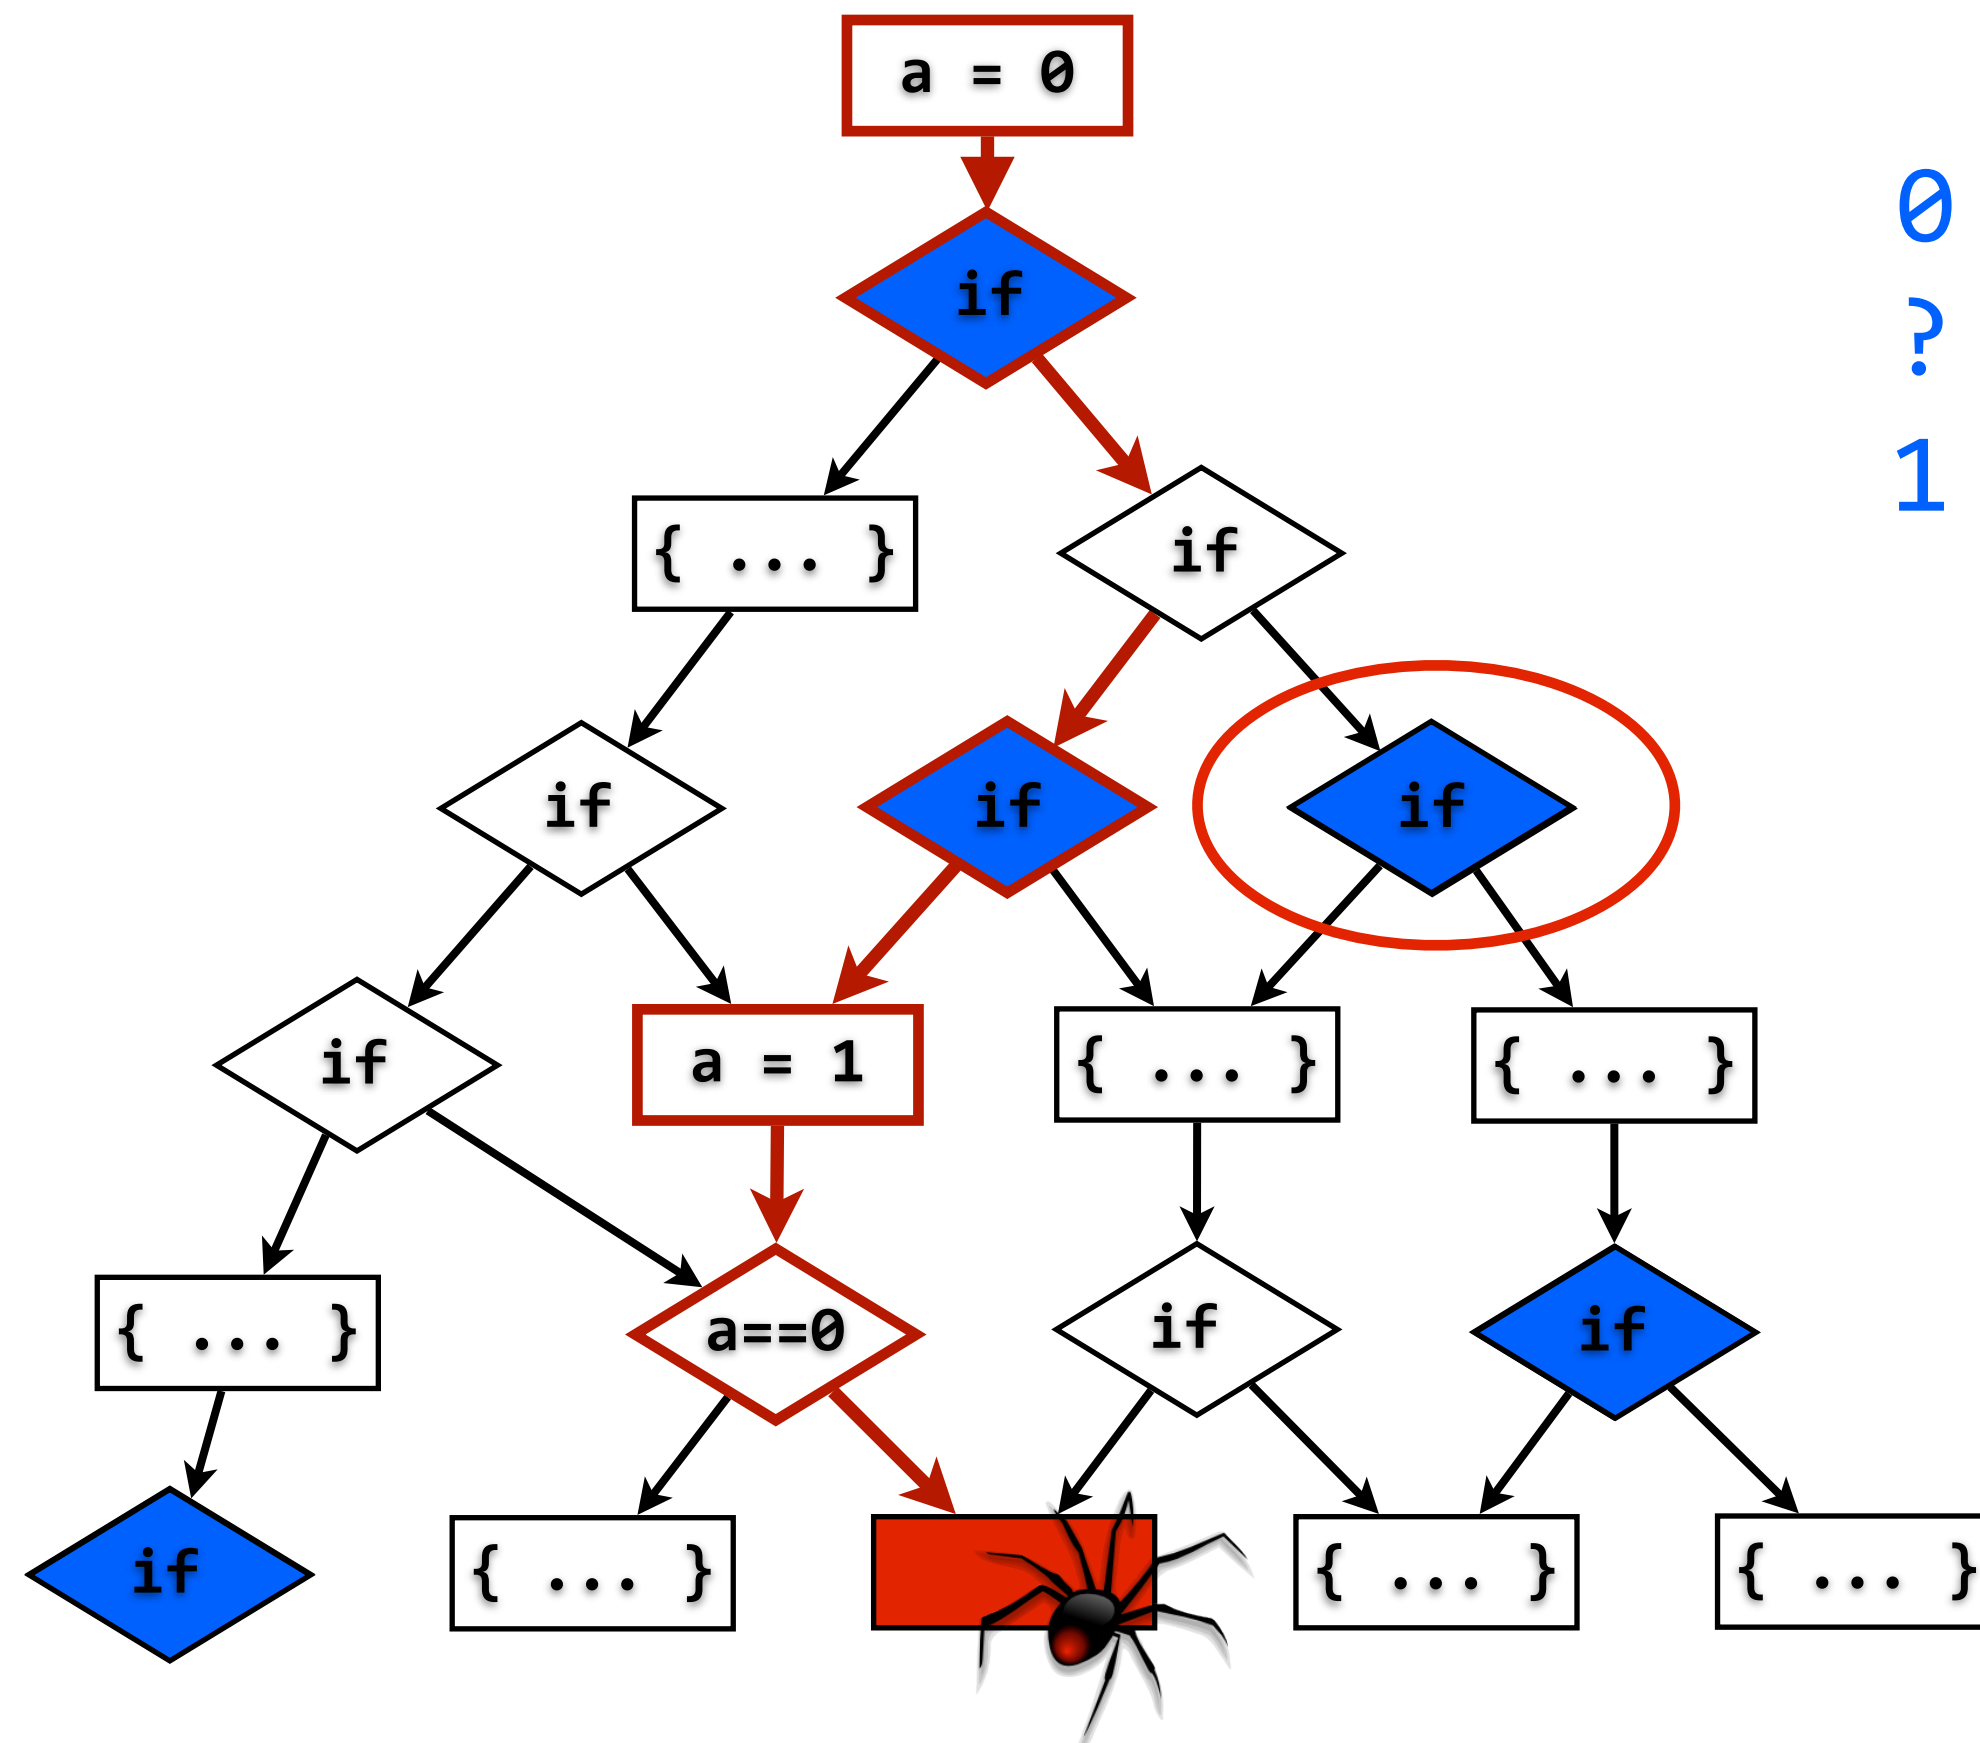 a = 0
0
if
?
1
{ ... }
if
if
if
if
if
a = 1
{ ... }
{ ... }
{ ... }
a==0
if
if
if
{ ... }
{ ... }
{ ... }